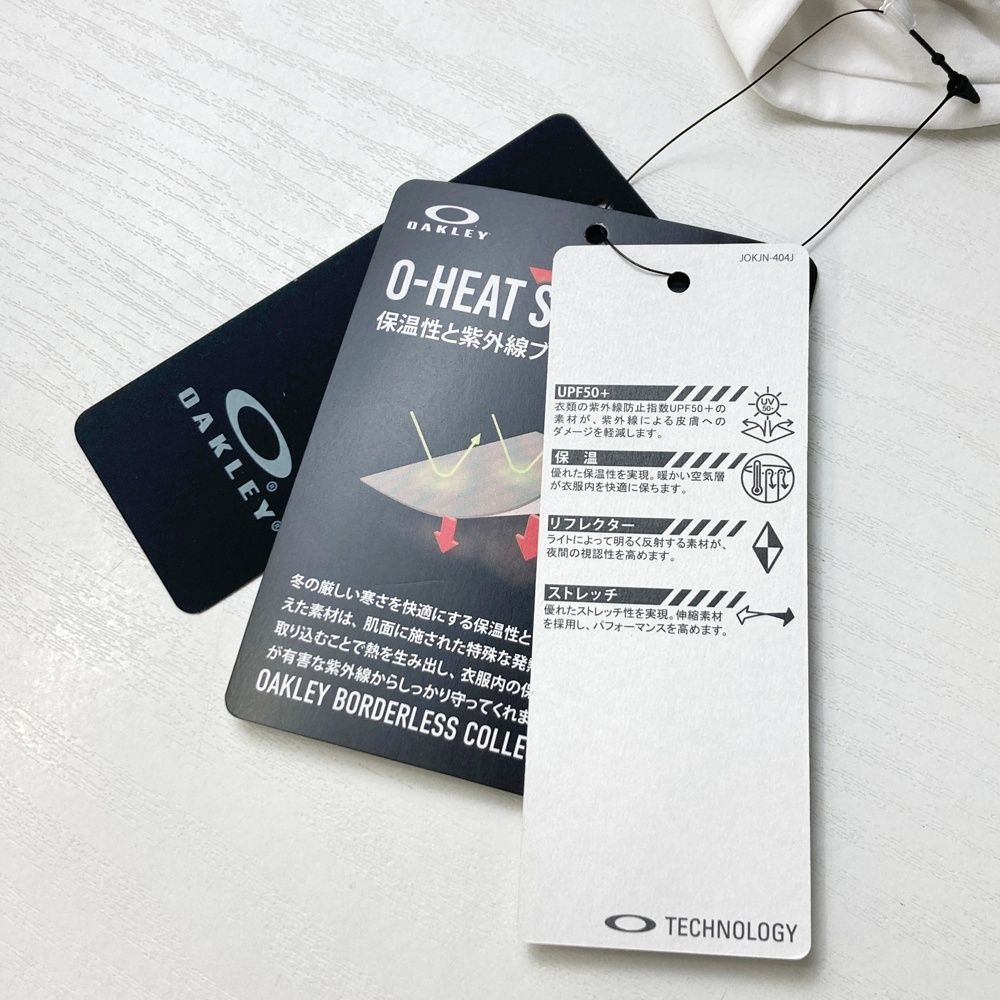 OAKLEY
OAKLEY
O-HEAT S
保温性と紫外線ブ
冬の厳しい寒さを快適にする保温性と
えた素材は、肌面に施された特殊な発熱
取り込むことで熱を生み出し、衣服内の保
が有害な紫外線からしっかり守ってくれま
OAKLEY BORDERLESS COLLE
JOKJN-404J
UPF50+
衣類の紫外線防止指数UPF50+の
素材が、紫外線による皮膚への
ダメージを軽減します。
UV
50+
保 温
優れた保温性を実現。暖かい空気層
が衣服内を快適に保ちます。
リフレクター
ライトによって明るく反射する素材が、
夜間の視認性を高めます。
ストレッチ
優れたストレッチ性を実現。伸縮素材
を採用し、パフォーマンスを高めます。
TECHNOLOGY